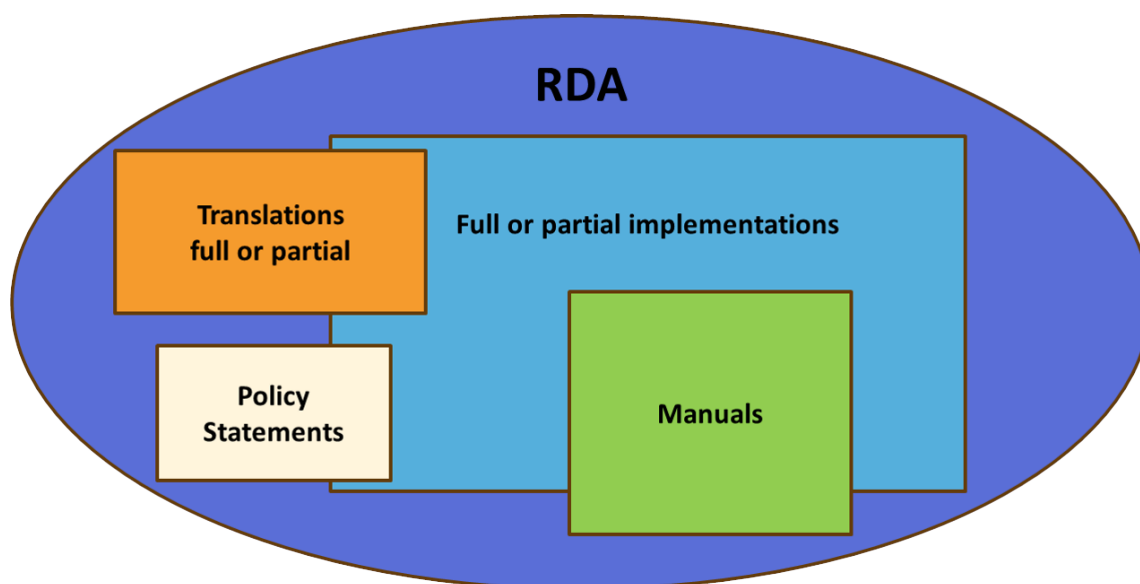 RDA
Translations
full or partial
Full or partial implementations
Policy
Statements
Manuals